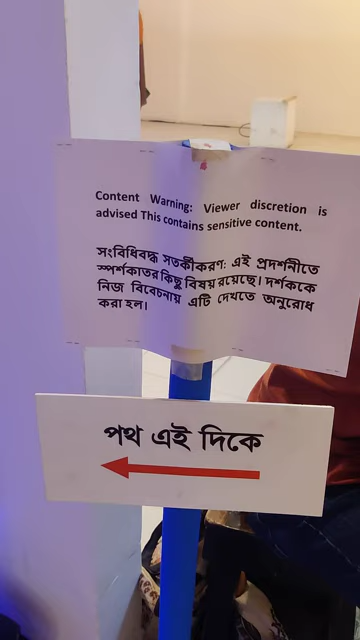 Content Warning: Viewer discretion is
advised This contains sensitive content.
সংবিধিবদ্ধ সতর্কীকরণ: এই প্রদর্শনীতে
স্পর্শকাতর কিছু বিষয় রয়েছে। দর্শককে
নিজ বিবেচনায় এটি দেখতে অনুরোধ
করা হল।
পথ এই দিকে